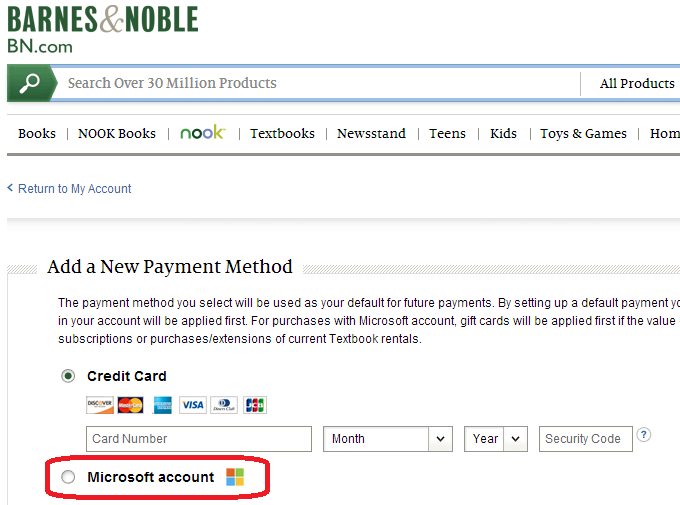 BARNES&NOBLE
BN.com
Search Over 30 Million Products All Products
Books NOOK Books nook Textbooks Newsstand Teens Kids Toys & Games Hom
< Return to My Account
Add a New Payment Method
The payment method you select will be used as your default for future payments. By setting up a default payment yo
in your account will be applied first. For purchases with Microsoft account, gift cards will be applied first if the value
subscriptions or purchases/extensions of current Textbook rentals.
Credit Card
DISCOVER MasterCard VISA Diners Club JCB
Card Number Month Year Security Code ?
Microsoft account